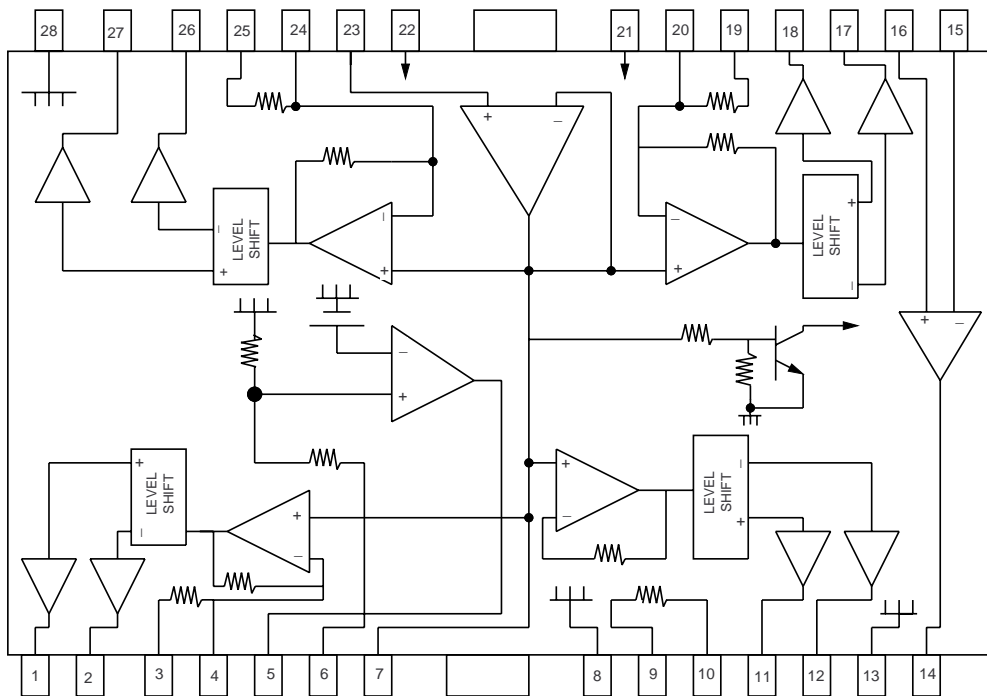 28 27 26 25 24 23 22 21 20 19 18 17 16 15
+ −
− + −
− LEVEL SHIFT − LEVEL SHIFT +
+ + + −
+ −
−
+
+ LEVEL SHIFT − + LEVEL SHIFT −
+ − +
−
1 2 3 4 5 6 7 8 9 10 11 12 13 14